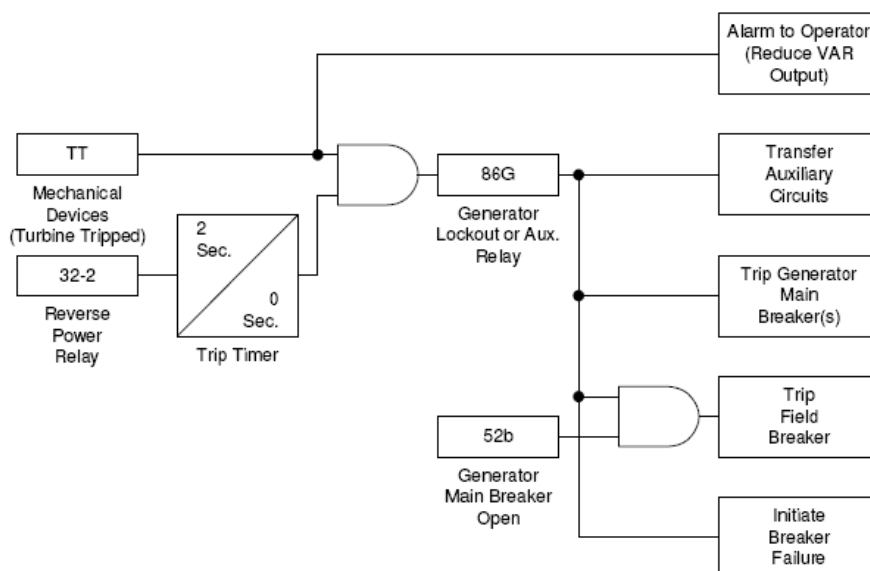 Alarm to Operator
(Reduce VAR
Output)
TT
Mechanical
Devices
(Turbine Tripped)
86G
Generator
Lockout or Aux.
Relay
Transfer
Auxiliary
Circuits
32-2
Reverse
Power
Relay
2
Sec.
0
Sec.
Trip Timer
Trip Generator
Main
Breaker(s)
52b
Generator
Main Breaker
Open
Trip
Field
Breaker
Initiate
Breaker
Failure